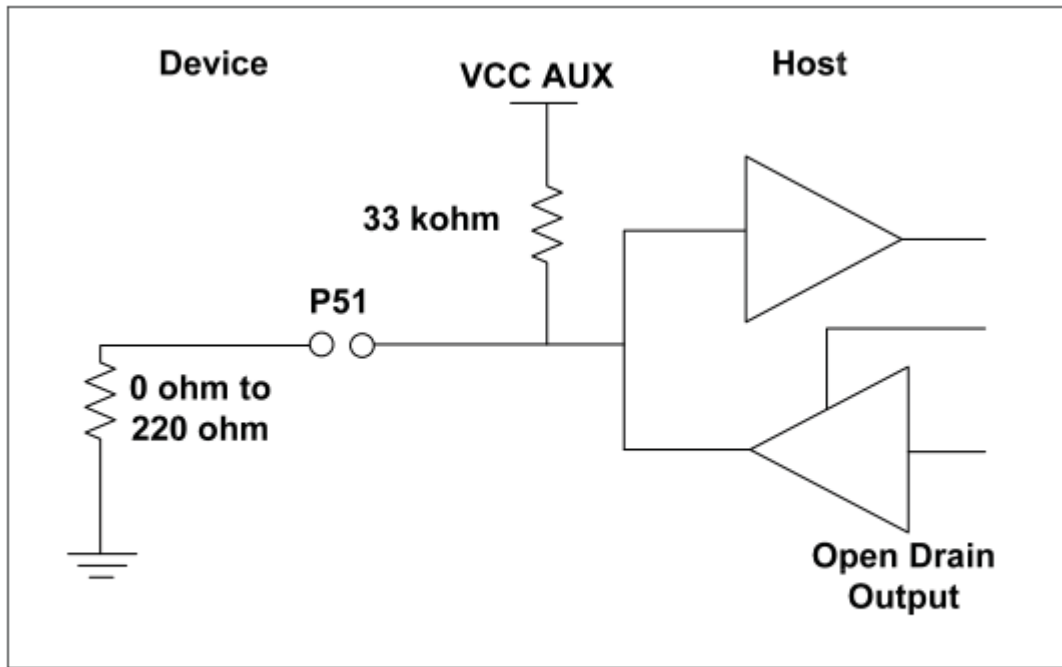 Device
VCC AUX
Host
33 kohm
P51
0 ohm to
220 ohm
Open Drain
Output